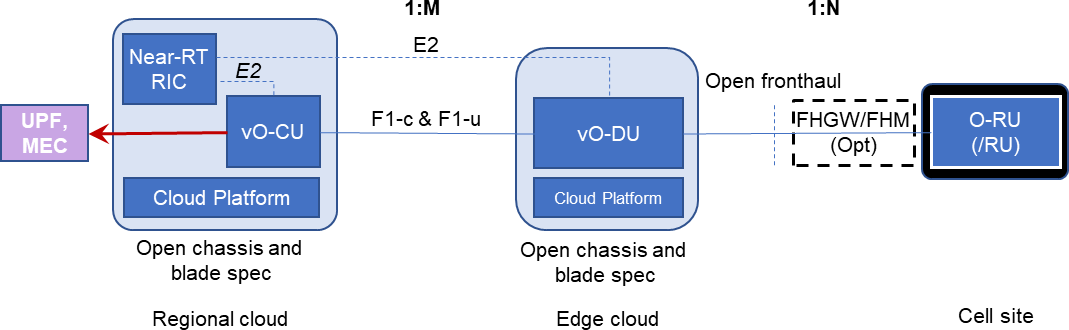 1:M
1:N
E2
Near-RT
RIC
E2
Open fronthaul
UPF,
MEC
vO-CU
F1-c & F1-u
vO-DU
FHGW/FHM
(Opt)
O-RU
(/RU)
Cloud Platform
Cloud Platform
Open chassis and
blade spec
Open chassis and
blade spec
Regional cloud
Edge cloud
Cell site